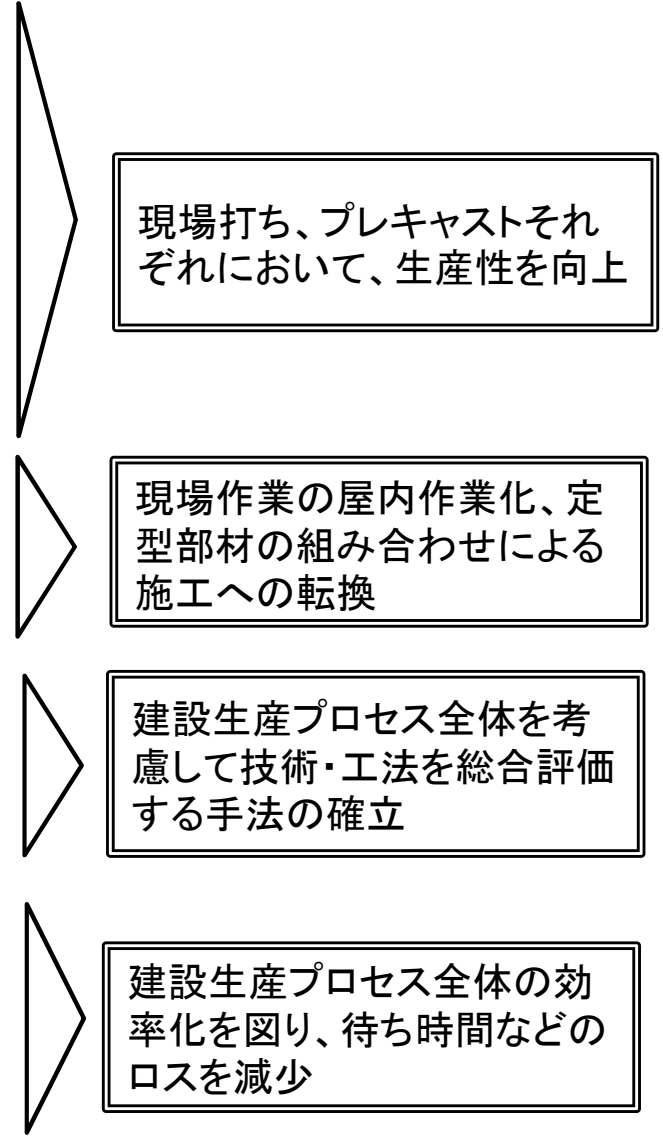 現場打ち、プレキャストそれ
ぞれにおいて、生産性を向上
現場作業の屋内作業化、定
型部材の組み合わせによる
施工への転換
建設生産プロセス全体を考
慮して技術・工法を総合評価
する手法の確立
建設生産プロセス全体の効
率化を図り、待ち時間などの
ロスを減少